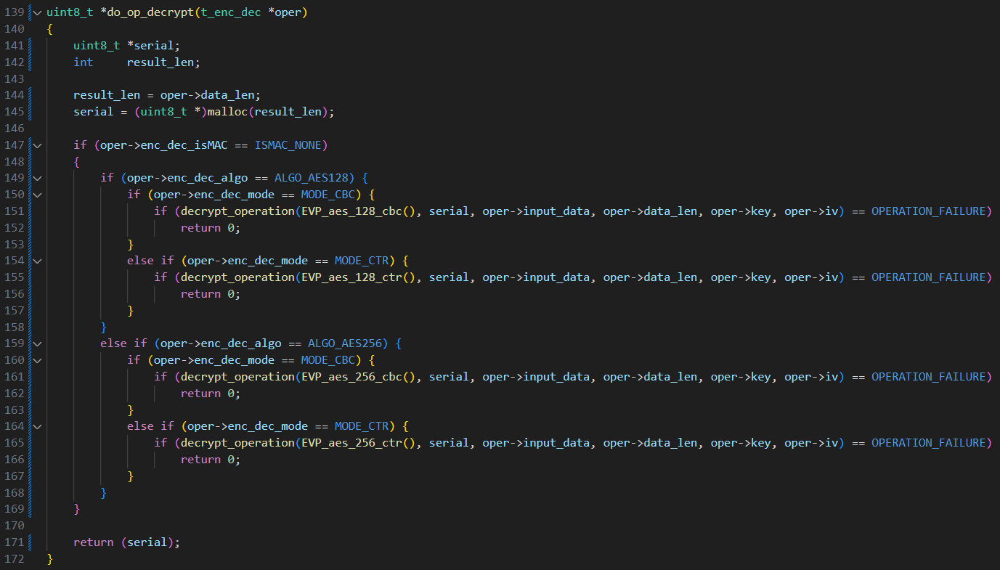 139 uint8_t *do_op_decrypt(t_enc_dec *oper)
140 {
141     uint8_t *serial;
142     int     result_len;
143
144     result_len = oper->data_len;
145     serial = (uint8_t *)malloc(result_len);
146
147     if (oper->enc_dec_isMAC == ISMAC_NONE)
148     {
149         if (oper->enc_dec_algo == ALGO_AES128) {
150             if (oper->enc_dec_mode == MODE_CBC) {
151                 if (decrypt_operation(EVP_aes_128_cbc(), serial, oper->input_data, oper->data_len, oper->key, oper->iv) == OPERATION_FAILURE)
152                     return 0;
153             }
154             else if (oper->enc_dec_mode == MODE_CTR) {
155                 if (decrypt_operation(EVP_aes_128_ctr(), serial, oper->input_data, oper->data_len, oper->key, oper->iv) == OPERATION_FAILURE)
156                     return 0;
157             }
158         }
159         else if (oper->enc_dec_algo == ALGO_AES256) {
160             if (oper->enc_dec_mode == MODE_CBC) {
161                 if (decrypt_operation(EVP_aes_256_cbc(), serial, oper->input_data, oper->data_len, oper->key, oper->iv) == OPERATION_FAILURE)
162                     return 0;
163             }
164             else if (oper->enc_dec_mode == MODE_CTR) {
165                 if (decrypt_operation(EVP_aes_256_ctr(), serial, oper->input_data, oper->data_len, oper->key, oper->iv) == OPERATION_FAILURE)
166                     return 0;
167             }
168         }
169     }
170
171     return (serial);
172 }